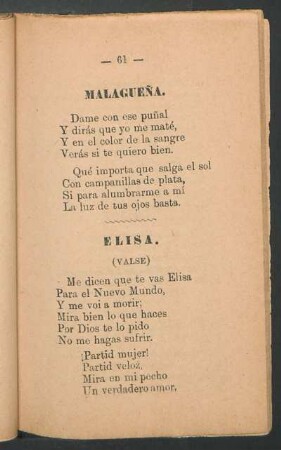 — 61 —
MALAGUEÑA.
Dame con ese puñal
Y dirás que yo me maté,
Y en el color de la sangre
Verás si te quiero bien.
Qué importa que salga el sol
Con campanillas de plata,
Si para alumbrarme a mí
La luz de tus ojos basta.
ELISA.
(VALSE)
Me dicen que te vas Elisa
Para el Nuevo Mundo,
Y me voi a morir;
Mira bien lo que haces
Por Dios te lo pido
No me hagas sufrir.
¡Partid mujer!
Partid veloz,
Mira en mi pecho
Un verdadero amor,